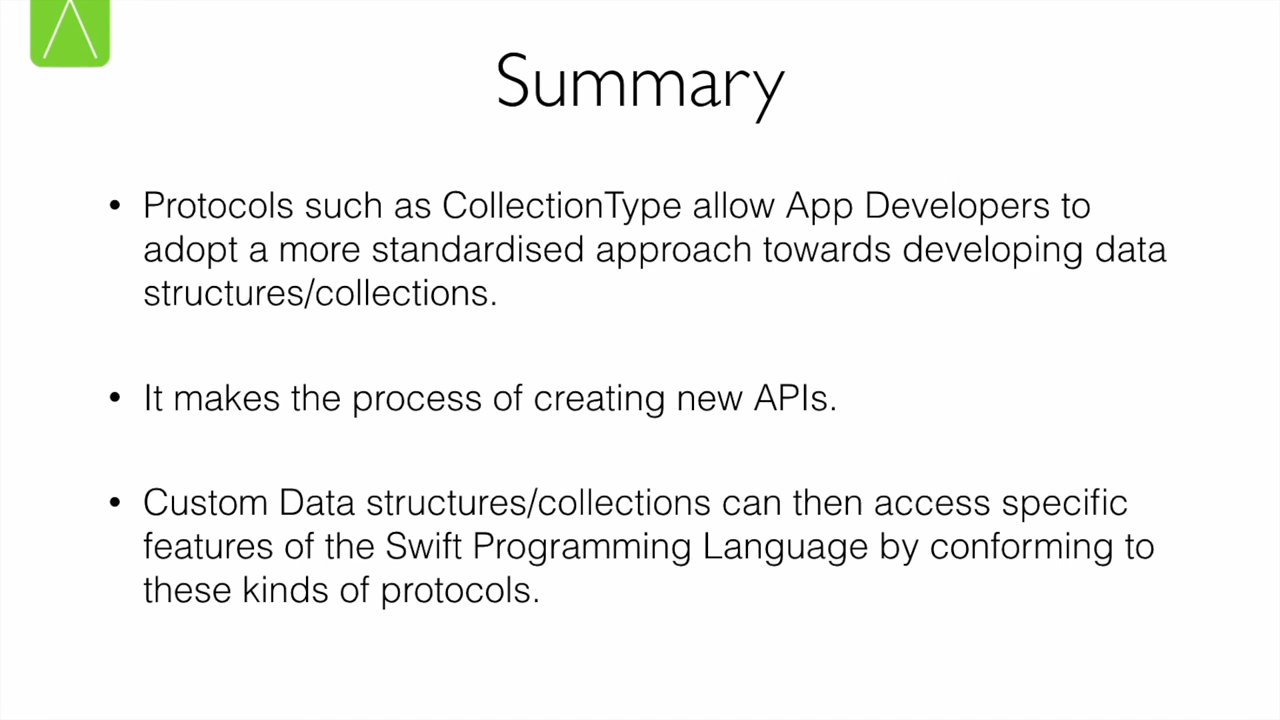 Summary
• Protocols such as CollectionType allow App Developers to
adopt a more standardised approach towards developing data
structures/collections.
• It makes the process of creating new APIs.
• Custom Data structures/collections can then access specific
features of the Swift Programming Language by conforming to
these kinds of protocols.